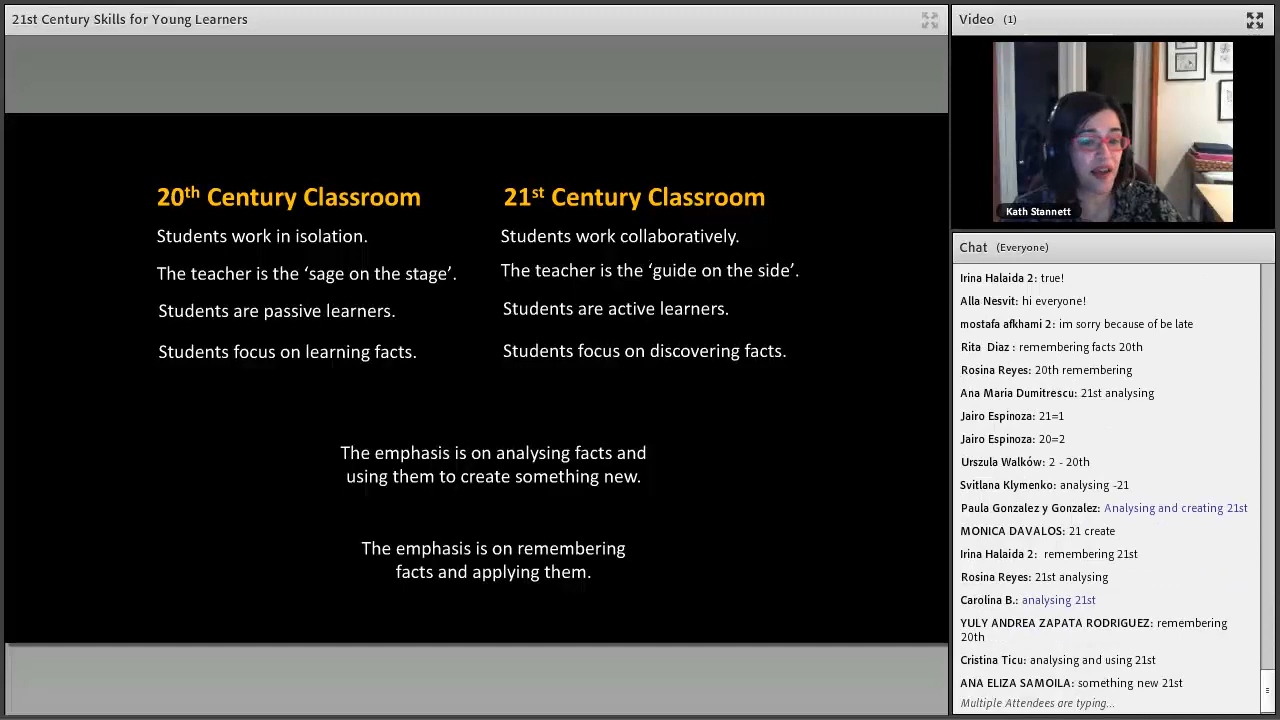 21st Century Skills for Young Learners
20th Century Classroom
Students work in isolation.
The teacher is the ‘sage on the stage’.
Students are passive learners.
Students focus on learning facts.
21st Century Classroom
Students work collaboratively.
The teacher is the ‘guide on the side’.
Students are active learners.
Students focus on discovering facts.
The emphasis is on analysing facts and
using them to create something new.
The emphasis is on remembering
facts and applying them.
Video (1)
Kath Stannett
Chat (Everyone)
Irina Halaida 2: true!
Alla Nesvit: hi everyone!
mostafa afkhami 2: im sorry because of be late
Rita Diaz : remembering facts 20th
Rosina Reyes: 20th remembering
Ana Maria Dumitrescu: 21st analysing
Jairo Espinoza: 21=1
Jairo Espinoza: 20=2
Urszula Walków: 2 - 20th
Svitlana Klymenko: analysing -21
Paula Gonzalez y Gonzalez: Analysing and creating 21st
MONICA DAVALOS: 21 create
Irina Halaida 2: remembering 21st
Rosina Reyes: 21st analysing
Carolina B.: analysing 21st
YULY ANDREA ZAPATA RODRIGUEZ: remembering
20th
Cristina Ticu: analysing and using 21st
ANA ELIZA SAMOILA: something new 21st
Multiple Attendees are typing...